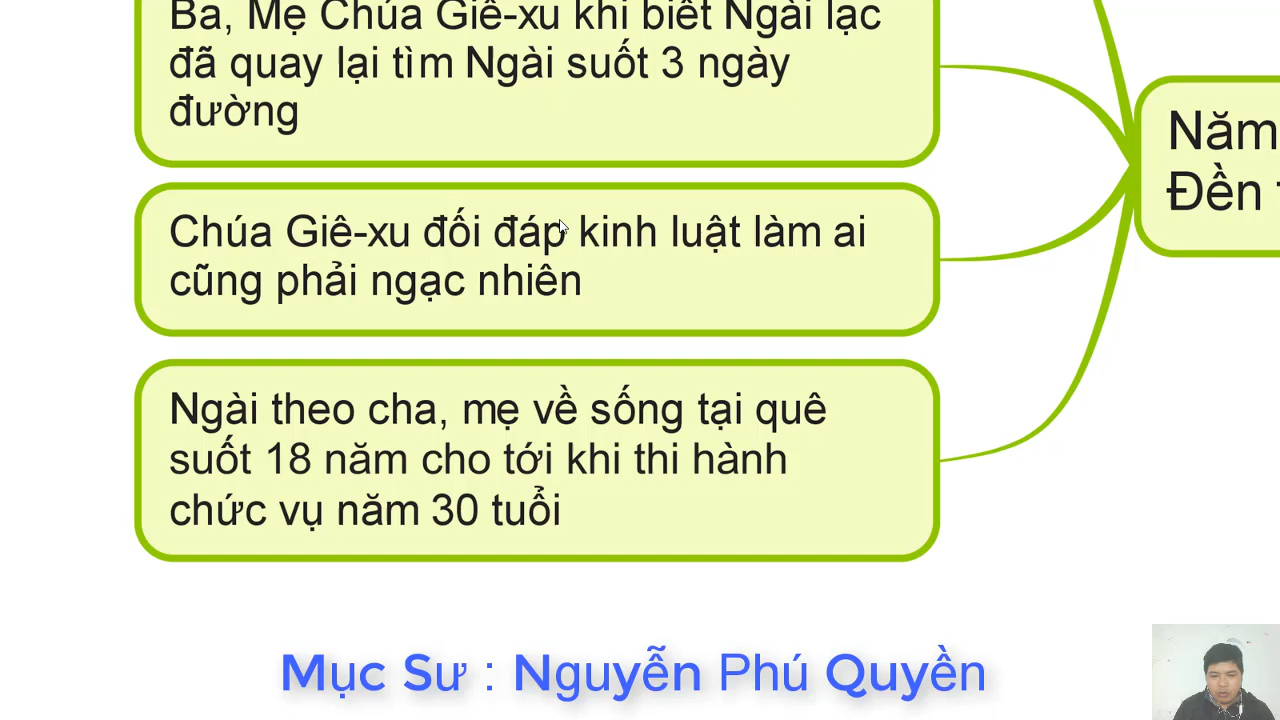 Ba, Mẹ Chúa Giê-xu khi biết Ngài lạc
đã quay lại tìm Ngài suốt 3 ngày
đường
Chúa Giê-xu đối đáp kinh luật làm ai
cũng phải ngạc nhiên
Ngài theo cha, mẹ về sống tại quê
suốt 18 năm cho tới khi thi hành
chức vụ năm 30 tuổi
Năm
Đền
Mục Sư : Nguyễn Phú Quyền